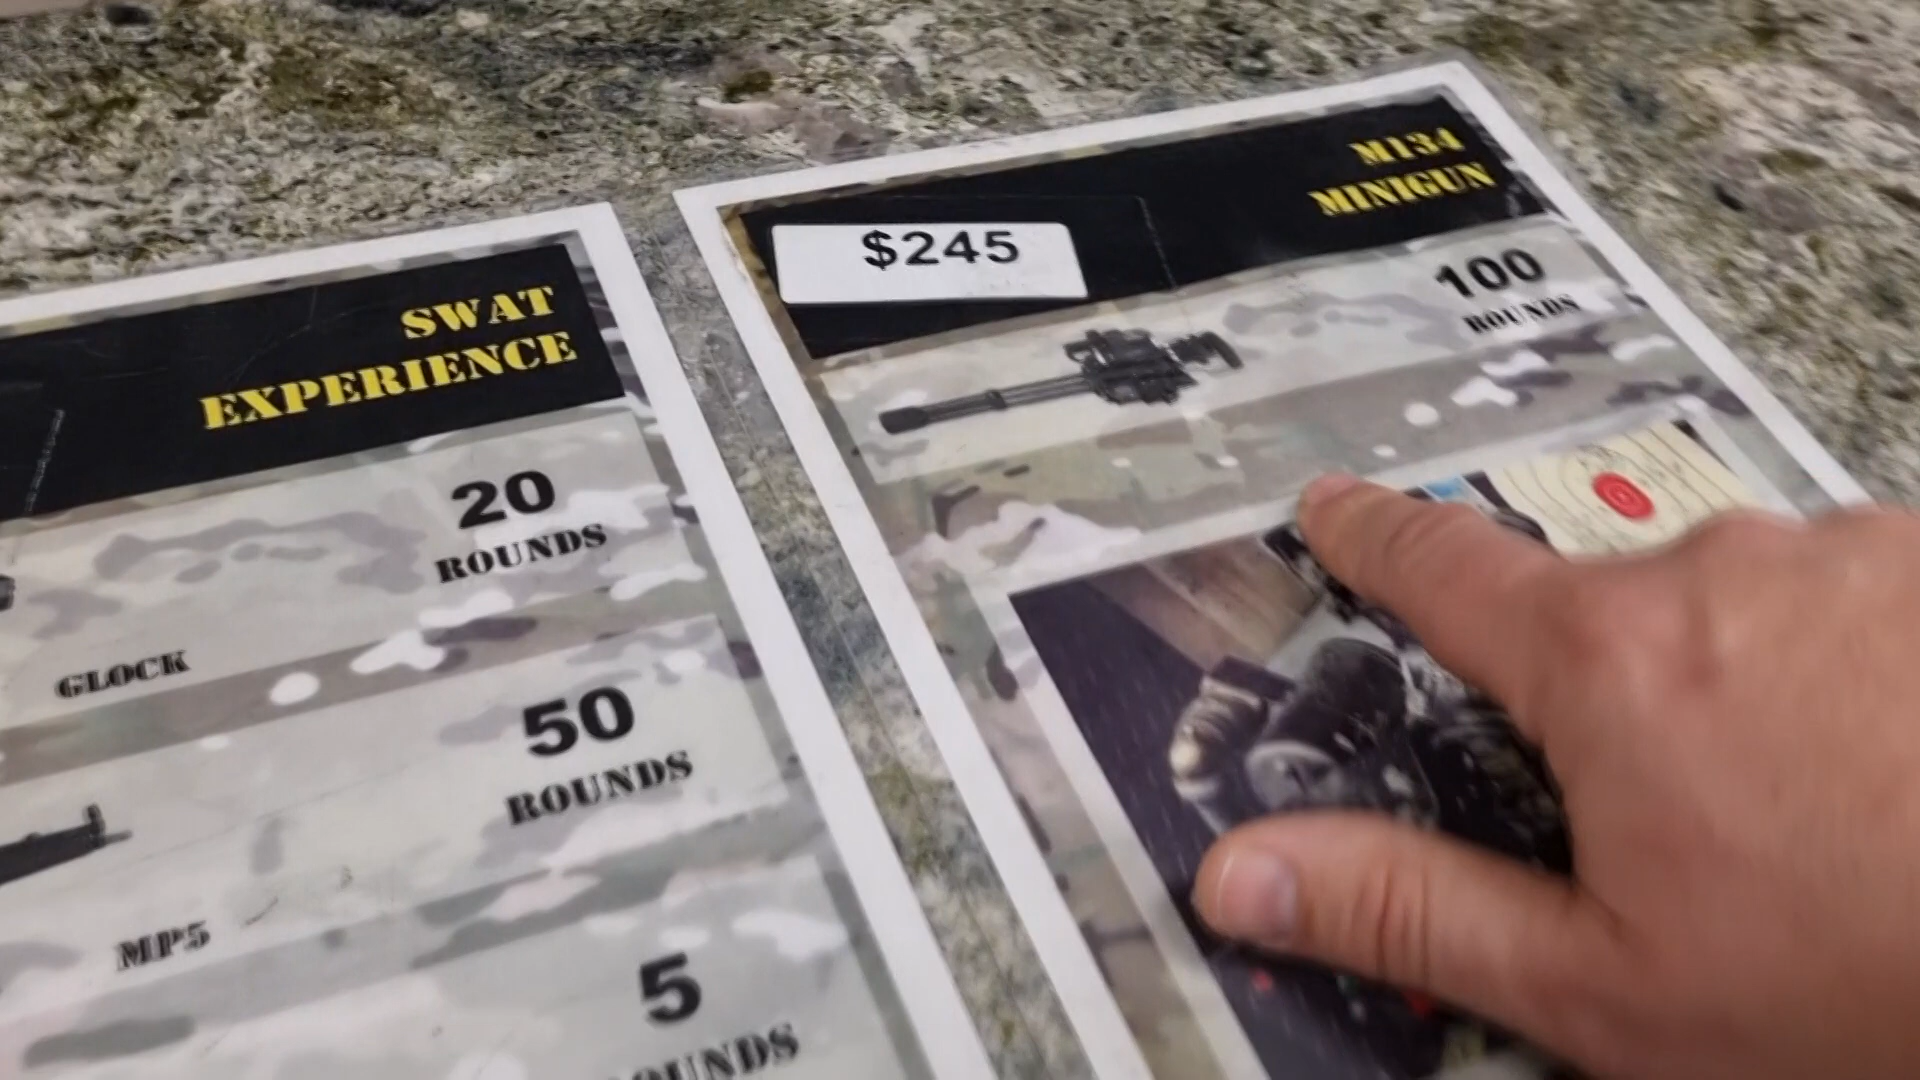 SWAT
EXPERIENCE
20
ROUNDS
GLOCK
50
ROUNDS
MP5
5
ROUNDS
$245
M134
MINIGUN
100
ROUNDS